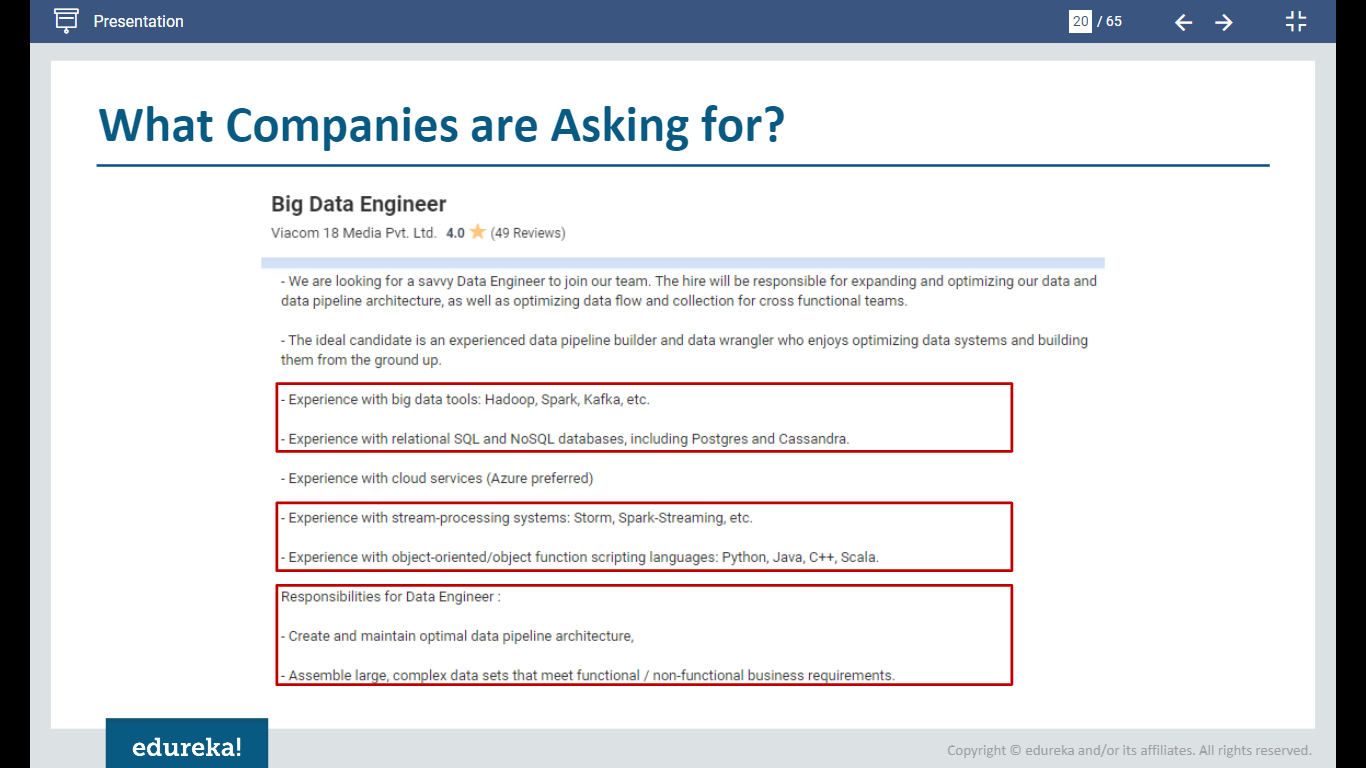 Presentation
20 / 65
What Companies are Asking for?
Big Data Engineer
Viacom 18 Media Pvt. Ltd. 4.0 ★ (49 Reviews)
- We are looking for a savvy Data Engineer to join our team. The hire will be responsible for expanding and optimizing our data and
data pipeline architecture, as well as optimizing data flow and collection for cross functional teams.
- The ideal candidate is an experienced data pipeline builder and data wrangler who enjoys optimizing data systems and building
them from the ground up.
- Experience with big data tools: Hadoop, Spark, Kafka, etc.
- Experience with relational SQL and NoSQL databases, including Postgres and Cassandra.
- Experience with cloud services (Azure preferred)
- Experience with stream-processing systems: Storm, Spark-Streaming, etc.
- Experience with object-oriented/object function scripting languages: Python, Java, C++, Scala.
Responsibilities for Data Engineer :
- Create and maintain optimal data pipeline architecture,
- Assemble large, complex data sets that meet functional / non-functional business requirements.
edureka!
Copyright © edureka and/or its affiliates. All rights reserved.